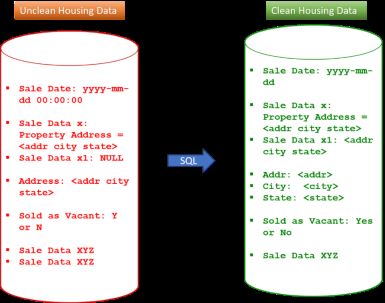 Unclean Housing Data
Sale Date: yyyy-mm-
dd 00:00:00
Sale Data x:
Property Address =
<addr city state>
Sale Data x1: NULL
Address: <addr city
state>
Sold as Vacant: Y
or N
Sale Data XYZ
Sale Data XYZ
SQL
Clean Housing Data
Sale Date: yyyy-mm-
dd
Sale Data x:
Property Address =
<addr city state>
Sale Data x1: <addr
city state>
Addr: <addr>
City:  <city>
State: <state>
Sold as Vacant: Yes
or No
Sale Data XYZ